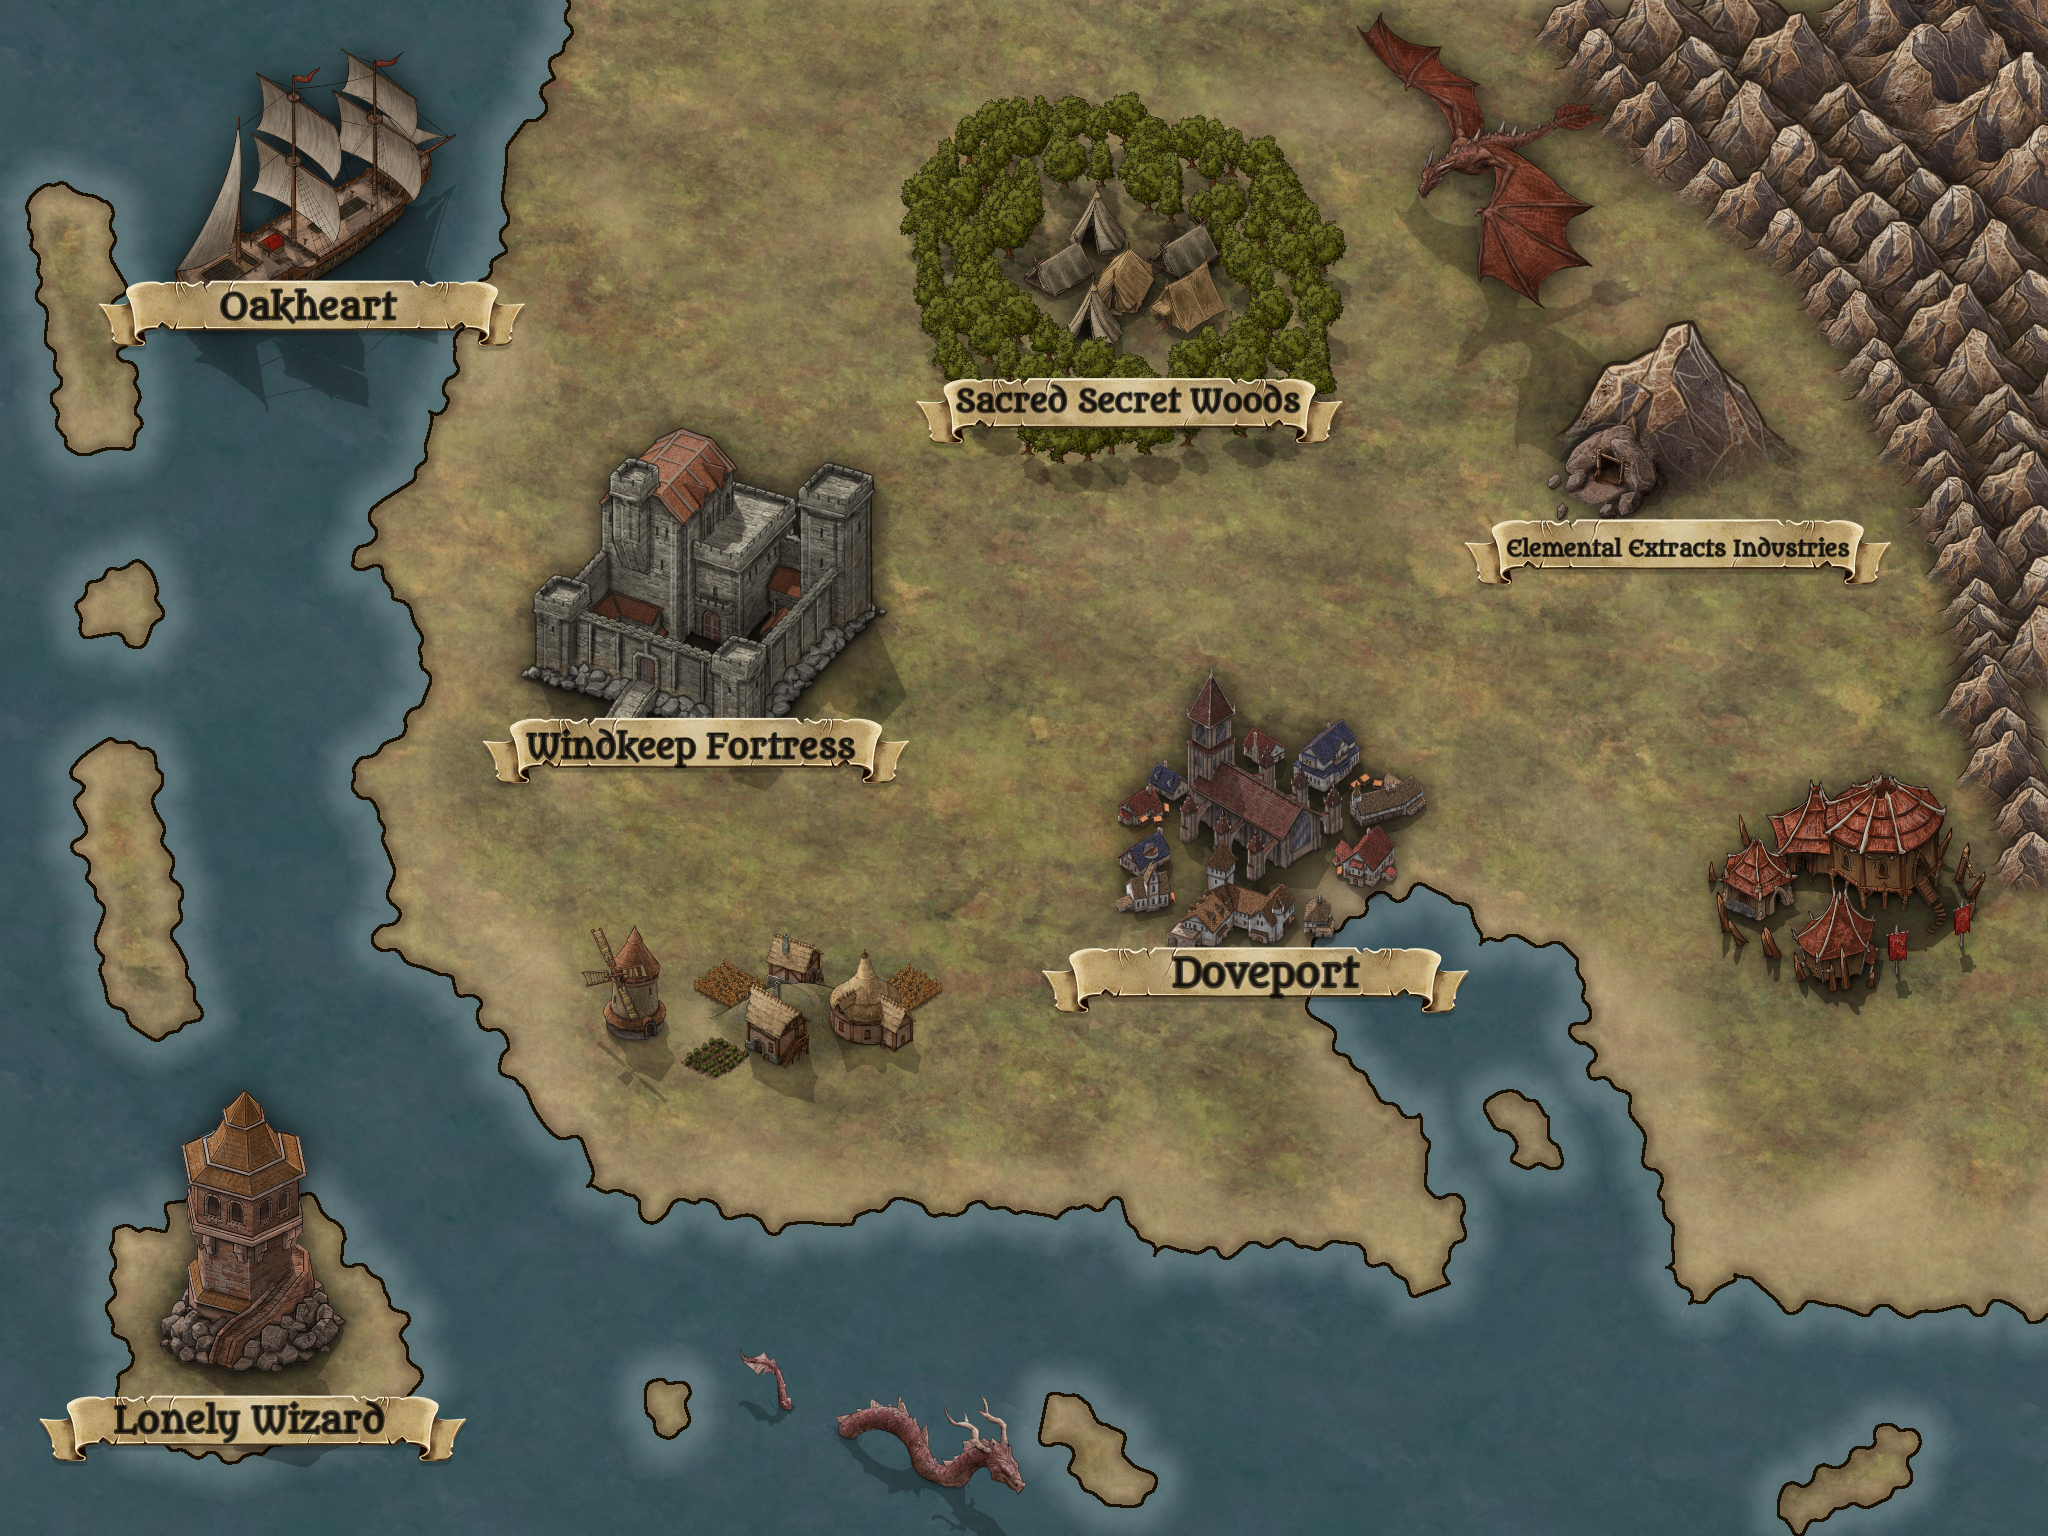 Oakheart
Sacred Secret Woods
Elemental Extracts Industries
Windkeep Fortress
Doveport
Lonely Wizard